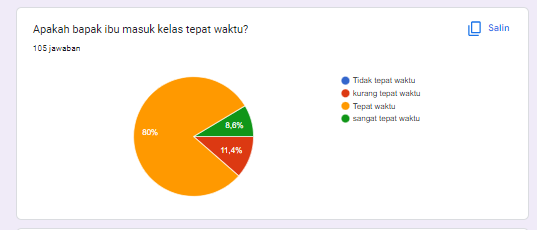 Apakah bapak ibu masuk kelas tepat waktu?
Salin
105 jawaban
Tidak tepat waktu
kurang tepat waktu
Tepat waktu
sangat tepat waktu
80%
8,6%
11,4%